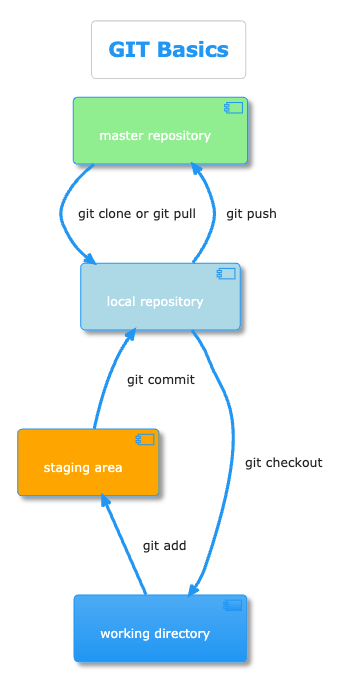 GIT Basics
master repository
git clone or git pull
git push
local repository
git commit
staging area
git checkout
git add
working directory